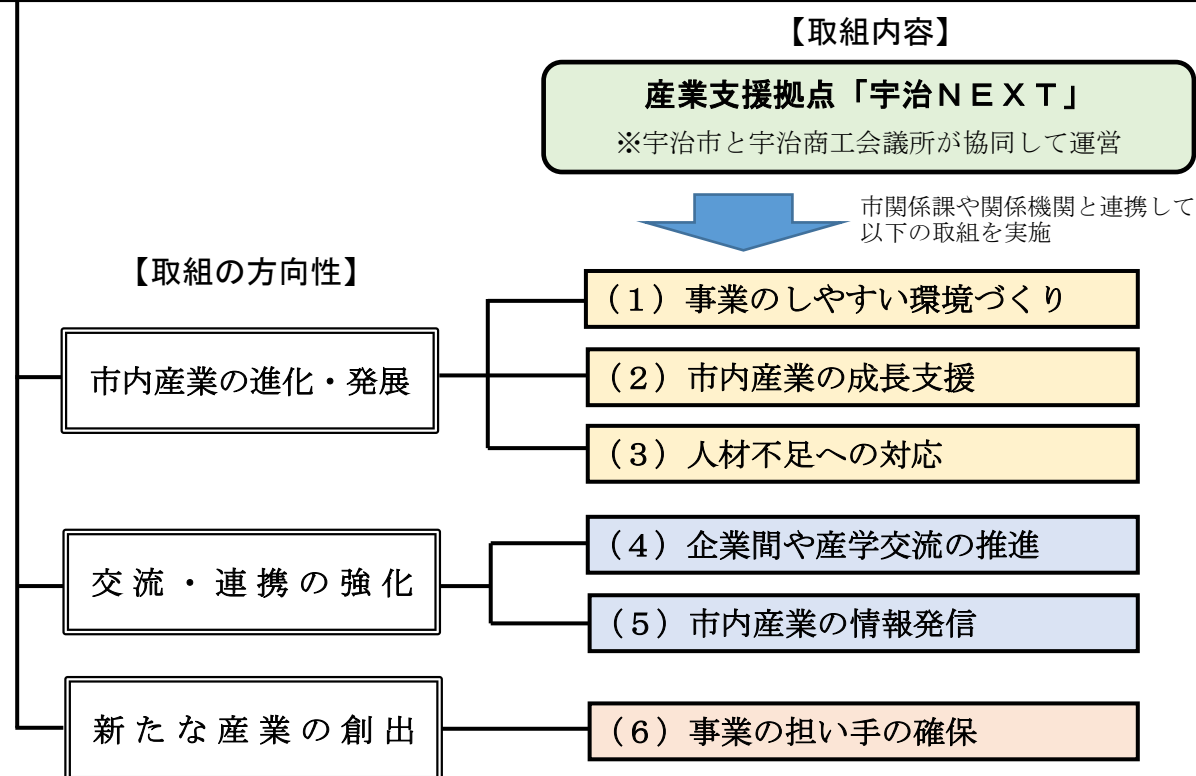 【取組内容】
産業支援拠点「宇治ＮＥＸＴ」
※宇治市と宇治商工会議所が協同して運営
市関係課や関係機関と連携して
以下の取組を実施
【取組の方向性】
市内産業の進化・発展
（１）事業のしやすい環境づくり
（２）市内産業の成長支援
（３）人材不足への対応
交流・連携の強化
（４）企業間や産学交流の推進
（５）市内産業の情報発信
新たな産業の創出
（６）事業の担い手の確保